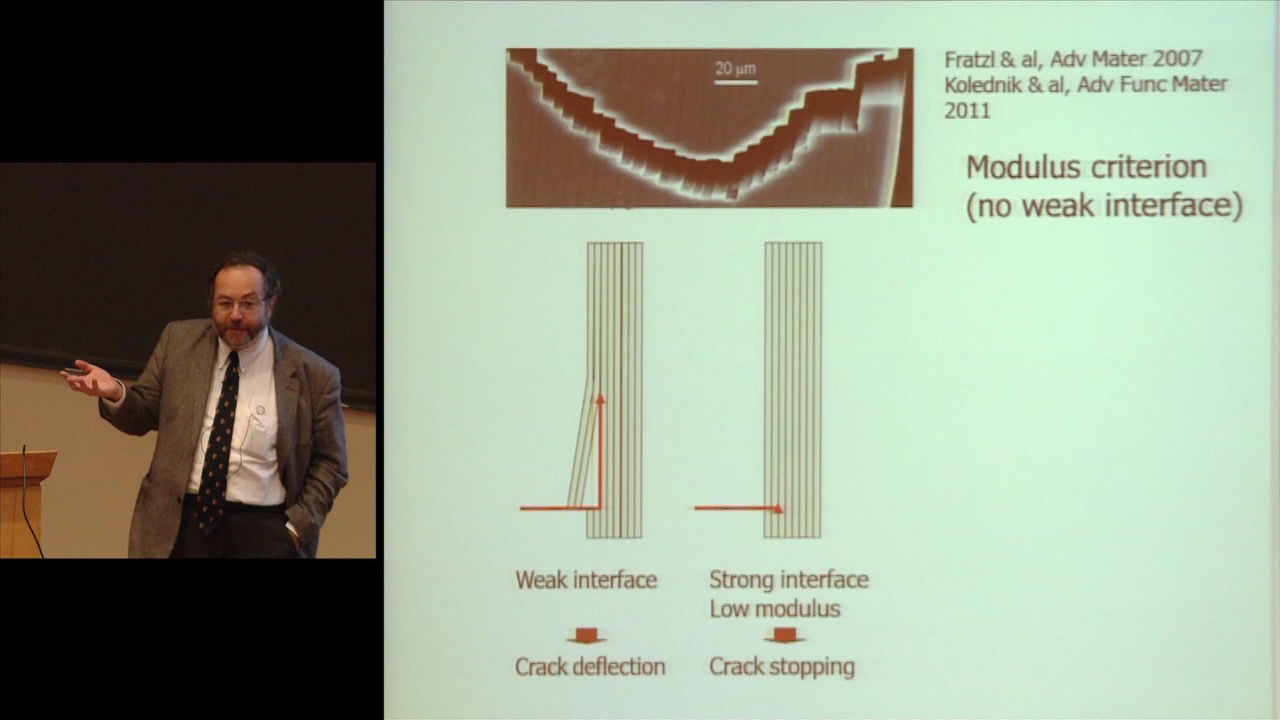 20 µm
Fratzl & al, Adv Mater 2007
Kolednik & al, Adv Func Mater
2011
Modulus criterion
(no weak interface)
Weak interface
Strong interface
Low modulus
Crack deflection
Crack stopping